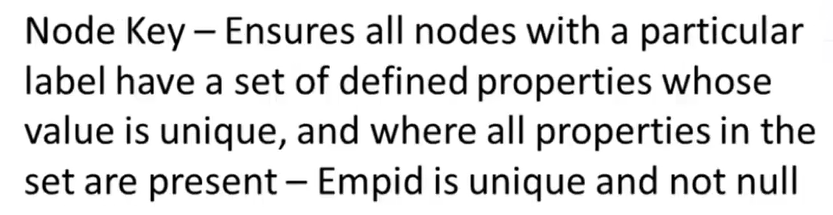 Node Key – Ensures all nodes with a particular
label have a set of defined properties whose
value is unique, and where all properties in the
set are present – Empid is unique and not null